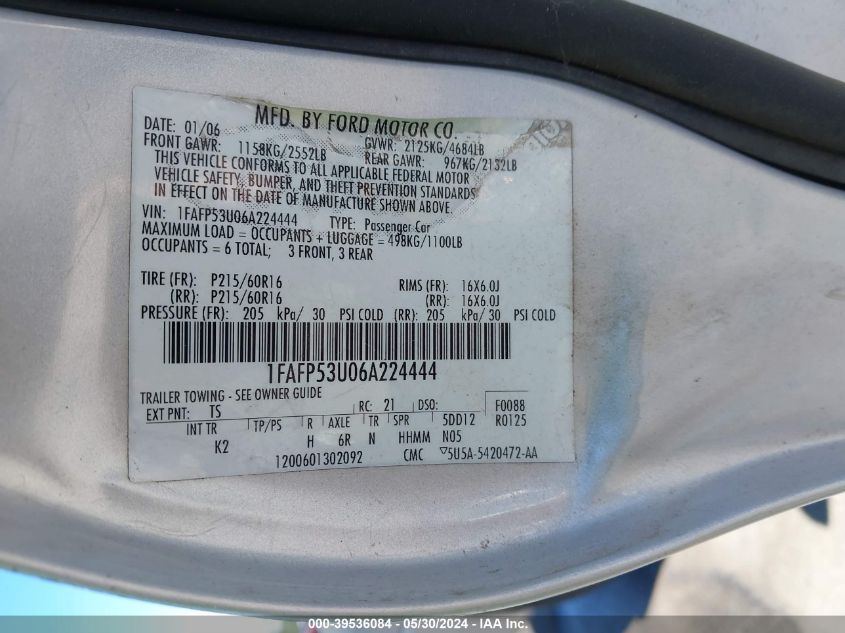 MFD. BY FORD MOTOR CO.
DATE: 01/06 GVWR: 2125KG/4684LB
FRONT GAWR: 1158KG/2552LB REAR GAWR: 967KG/2132LB
THIS VEHICLE CONFORMS TO ALL APPLICABLE FEDERAL MOTOR
VEHICLE SAFETY, BUMPER, AND THEFT PREVENTION STANDARDS
IN EFFECT ON THE DATE OF MANUFACTURE SHOWN ABOVE.
VIN: 1FAFP53U06A224444 TYPE: Passenger Car
MAXIMUM LOAD = OCCUPANTS + LUGGAGE = 498KG/1100LB
OCCUPANTS = 6 TOTAL; 3 FRONT, 3 REAR
TIRE (FR): P215/60R16 RIMS (FR): 16X6.0J
(RR): P215/60R16 (RR): 16X6.0J
PRESSURE (FR): 205 kPa/ 30 PSI COLD (RR): 205 kPa/ 30 PSI COLD
1FAFP53U06A224444
TRAILER TOWING - SEE OWNER GUIDE
EXT PNT: TS RC: 21 DSO: F0088
INT TR TP/PS R AXLE TR SPR 5DD12 R0125
K2 H 6R N HHMM N05
1200601302092 CMC ▽5U5A-5420472-AA
000-39536084 - 05/30/2024 - IAA Inc.